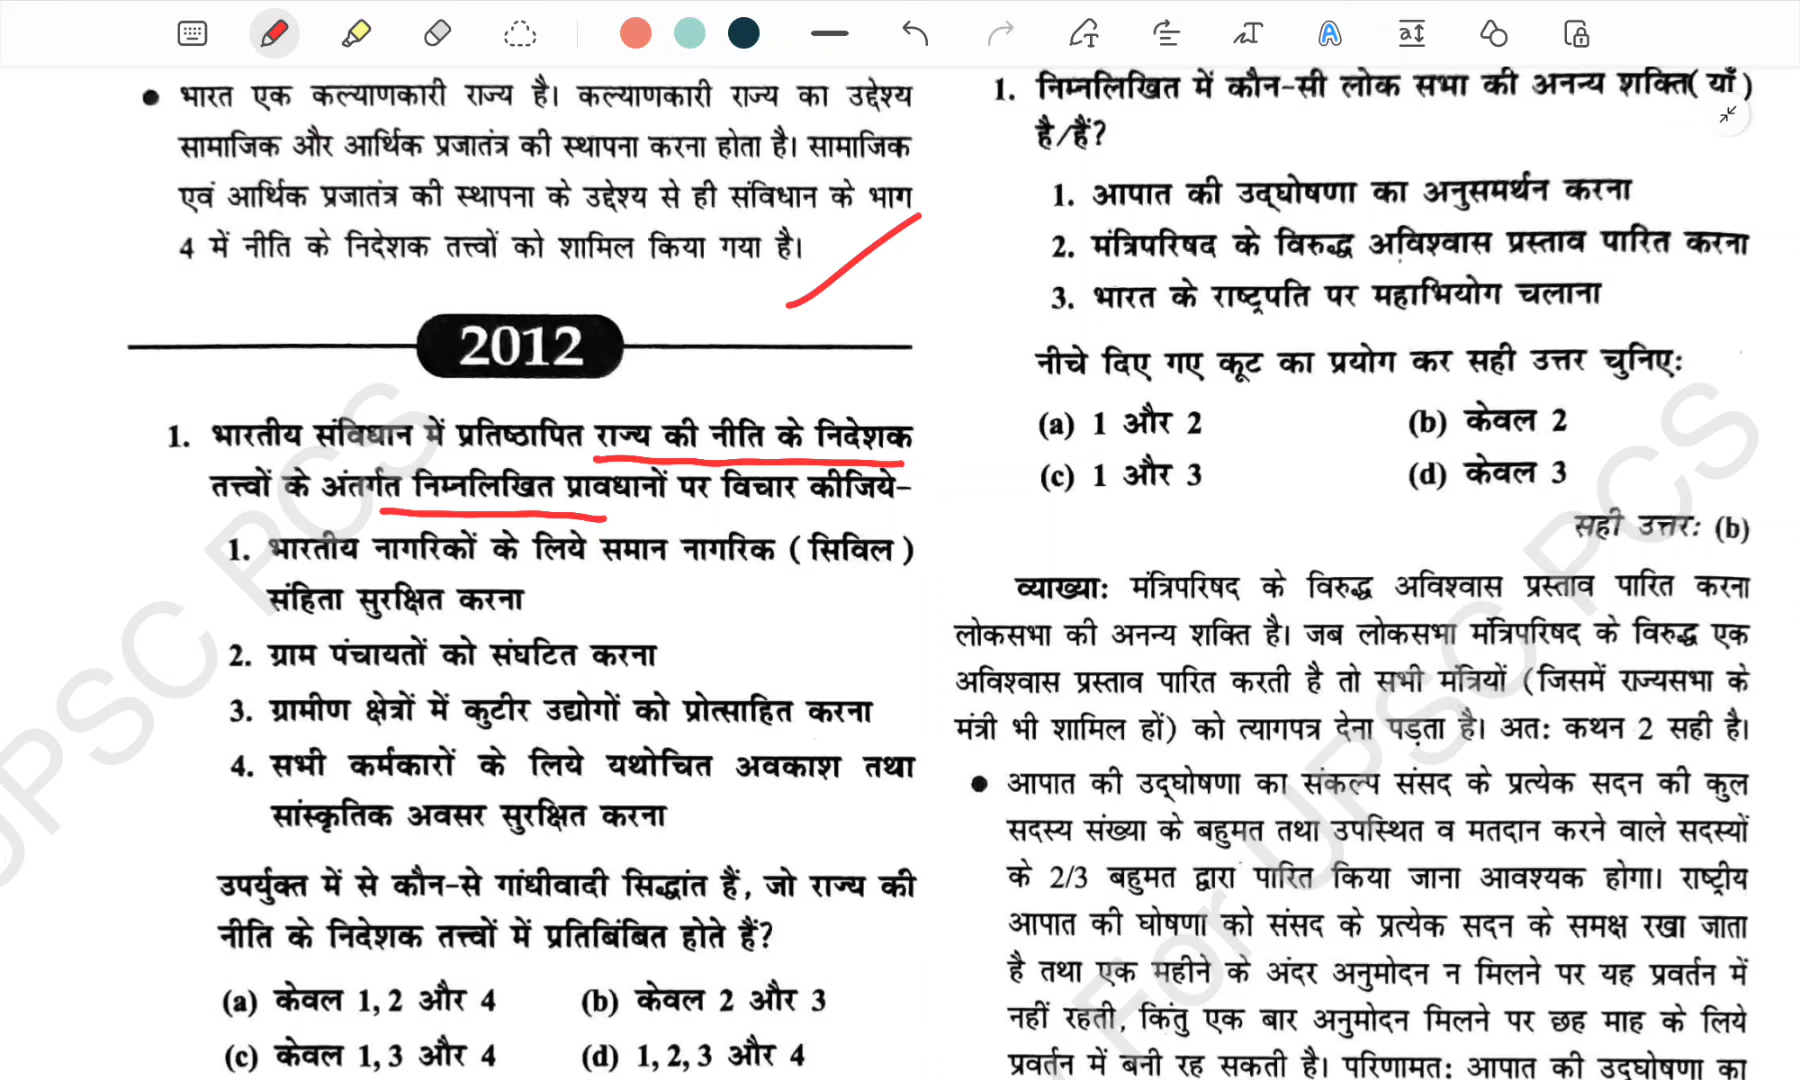 • भारत एक कल्याणकारी राज्य है। कल्याणकारी राज्य का उद्देश्य
सामाजिक और आर्थिक प्रजातंत्र की स्थापना करना होता है। सामाजिक
एवं आर्थिक प्रजातंत्र की स्थापना के उद्देश्य से ही संविधान के भाग
4 में नीति के निदेशक तत्त्वों को शामिल किया गया है।
2012
1. भारतीय संविधान में प्रतिष्ठापित राज्य की नीति के निदेशक
तत्त्वों के अंतर्गत निम्नलिखित प्रावधानों पर विचार कीजिये-
1. भारतीय नागरिकों के लिये समान नागरिक (सिविल)
संहिता सुरक्षित करना
2. ग्राम पंचायतों को संघटित करना
3. ग्रामीण क्षेत्रों में कुटीर उद्योगों को प्रोत्साहित करना
4. सभी कर्मकारों के लिये यथोचित अवकाश तथा
सांस्कृतिक अवसर सुरक्षित करना
उपर्युक्त में से कौन-से गांधीवादी सिद्धांत हैं, जो राज्य की
नीति के निदेशक तत्त्वों में प्रतिबिंबित होते हैं?
(a) केवल 1, 2 और 4 (b) केवल 2 और 3
(c) केवल 1, 3 और 4 (d) 1, 2, 3 और 4
1. निम्नलिखित में कौन-सी लोक सभा की अनन्य शक्ति(याँ)
है/हैं?
1. आपात की उद्घोषणा का अनुसमर्थन करना
2. मंत्रिपरिषद के विरुद्ध अविश्वास प्रस्ताव पारित करना
3. भारत के राष्ट्रपति पर महाभियोग चलाना
नीचे दिए गए कूट का प्रयोग कर सही उत्तर चुनिए:
(a) 1 और 2 (b) केवल 2
(c) 1 और 3 (d) केवल 3
सही उत्तर: (b)
व्याख्या: मंत्रिपरिषद के विरुद्ध अविश्वास प्रस्ताव पारित करना
लोकसभा की अनन्य शक्ति है। जब लोकसभा मंत्रिपरिषद के विरुद्ध एक
अविश्वास प्रस्ताव पारित करती है तो सभी मंत्रियों (जिसमें राज्यसभा के
मंत्री भी शामिल हों) को त्यागपत्र देना पड़ता है। अत: कथन 2 सही है।
• आपात की उद्घोषणा का संकल्प संसद के प्रत्येक सदन की कुल
सदस्य संख्या के बहुमत तथा उपस्थित व मतदान करने वाले सदस्यों
के 2/3 बहुमत द्वारा पारित किया जाना आवश्यक होगा। राष्ट्रीय
आपात की घोषणा को संसद के प्रत्येक सदन के समक्ष रखा जाता
है तथा एक महीने के अंदर अनुमोदन न मिलने पर यह प्रवर्तन में
नहीं रहती, किंतु एक बार अनुमोदन मिलने पर छह माह के लिये
प्रवर्तन में बनी रह सकती है। परिणामत: आपात की उद्घोषणा का
UPSC PCS
For UPSC PCS